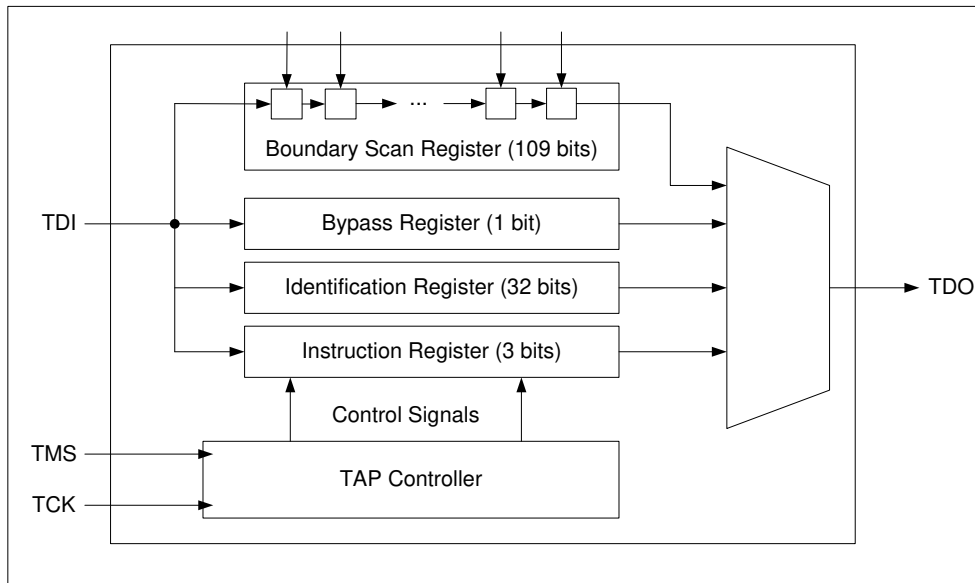 ...
Boundary Scan Register (109 bits)
TDI
Bypass Register (1 bit)
Identification Register (32 bits)
TDO
Instruction Register (3 bits)
Control Signals
TMS
TAP Controller
TCK